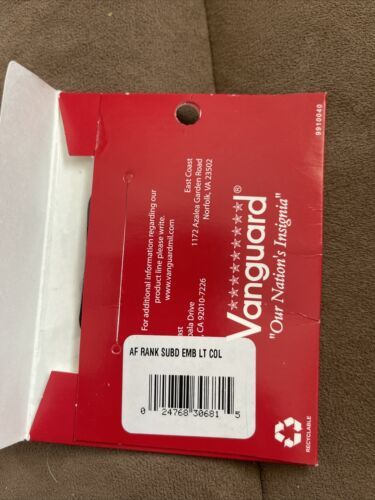 9910040
Vanguard®
"Our Nation's Insignia"
East Coast
1172 Azalea Garden Road
Norfolk, VA 23502
ast
pala Drive
, CA 92010-7226
For additional information regarding our
product line please write.
www.vanguardmil.com
AF RANK SUBD EMB LT COL
0 24768 30681 5
RECYCLABLE